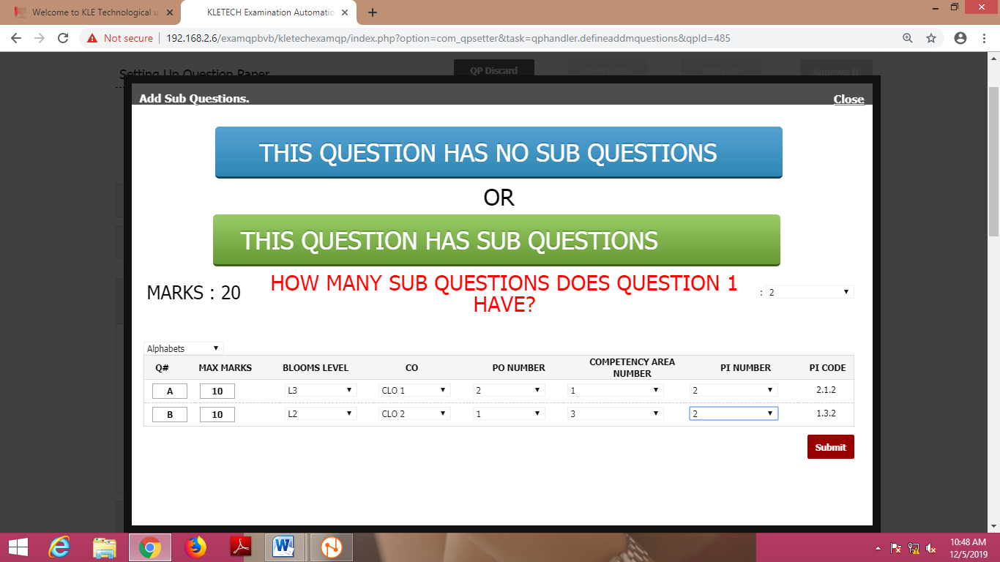 Welcome to KLE Technological u
KLETECH Examination Automatio
Not secure
192.168.2.6/examqpbvb/kletechexamqp/index.php?option=com_qpsetter&task=qphandler.defineaddmquestions&qpId=485
Setting Up Question Paper
QP Discard
Approve It
Add Sub Questions.
Close
THIS QUESTION HAS NO SUB QUESTIONS
OR
THIS QUESTION HAS SUB QUESTIONS
MARKS : 20
HOW MANY SUB QUESTIONS DOES QUESTION 1
HAVE?
: 2
Alphabets
Q# MAX MARKS BLOOMS LEVEL CO PO NUMBER COMPETENCY AREA NUMBER PI NUMBER PI CODE
A 10 L3 CLO 1 2 1 2 2.1.2
B 10 L2 CLO 2 1 3 2 1.3.2
Submit
10:48 AM
12/5/2019